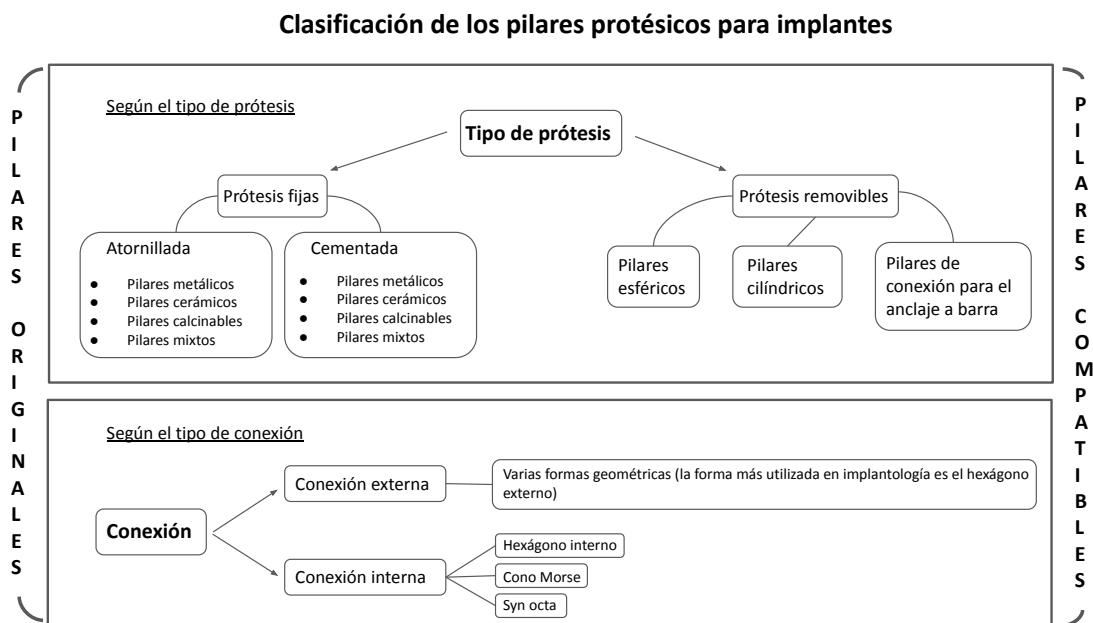 Clasificación de los pilares protésicos para implantes
PILARES ORIGINALES
Según el tipo de prótesis
Tipo de prótesis
Prótesis fijas
Atornillada
● Pilares metálicos
● Pilares cerámicos
● Pilares calcinables
● Pilares mixtos
Cementada
● Pilares metálicos
● Pilares cerámicos
● Pilares calcinables
● Pilares mixtos
Prótesis removibles
Pilares
esféricos
Pilares
cilíndricos
Pilares de
conexión para el
anclaje a barra
Según el tipo de conexión
Conexión
Conexión externa
Varias formas geométricas (la forma más utilizada en implantología es el hexágono
externo)
Conexión interna
Hexágono interno
Cono Morse
Syn octa
PILARES COMPATIBLES